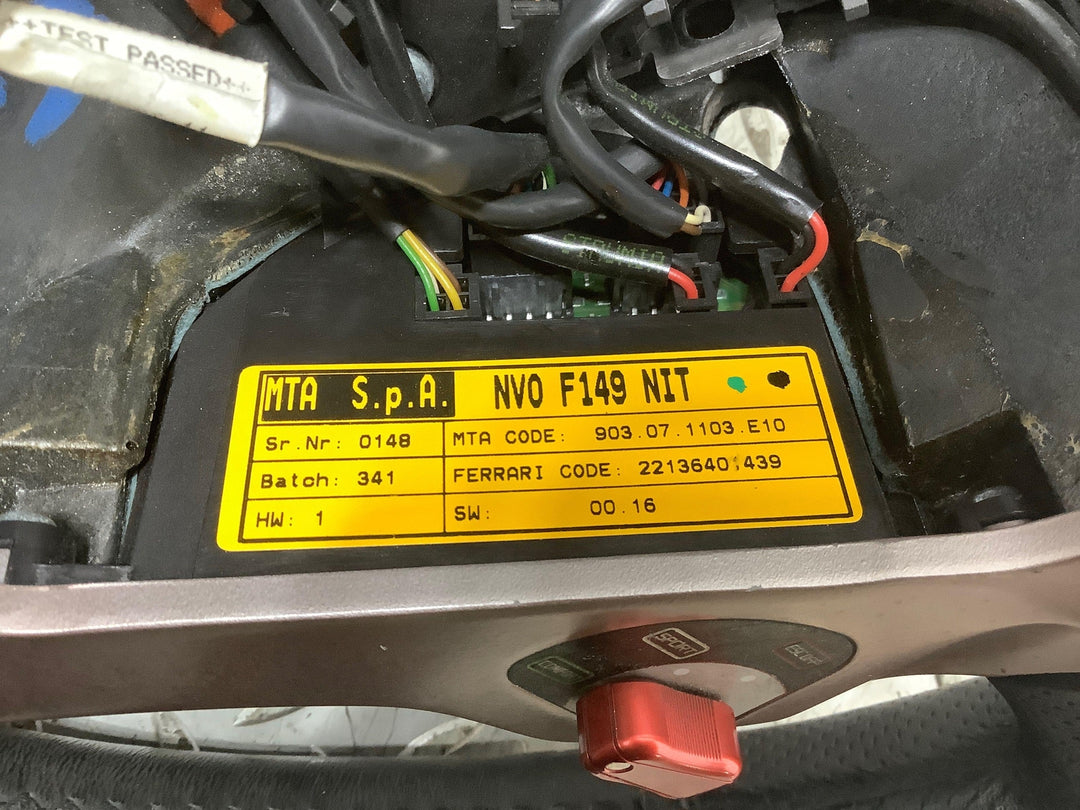 ++TEST PASSED++
MTA S.p.A. NVO F149 NIT
Sr.Nr: 0148 MTA CODE: 903.07.1103.E10
Batch: 341 FERRARI CODE: 22136401439
HW: 1 SW: 00.16
SPORT